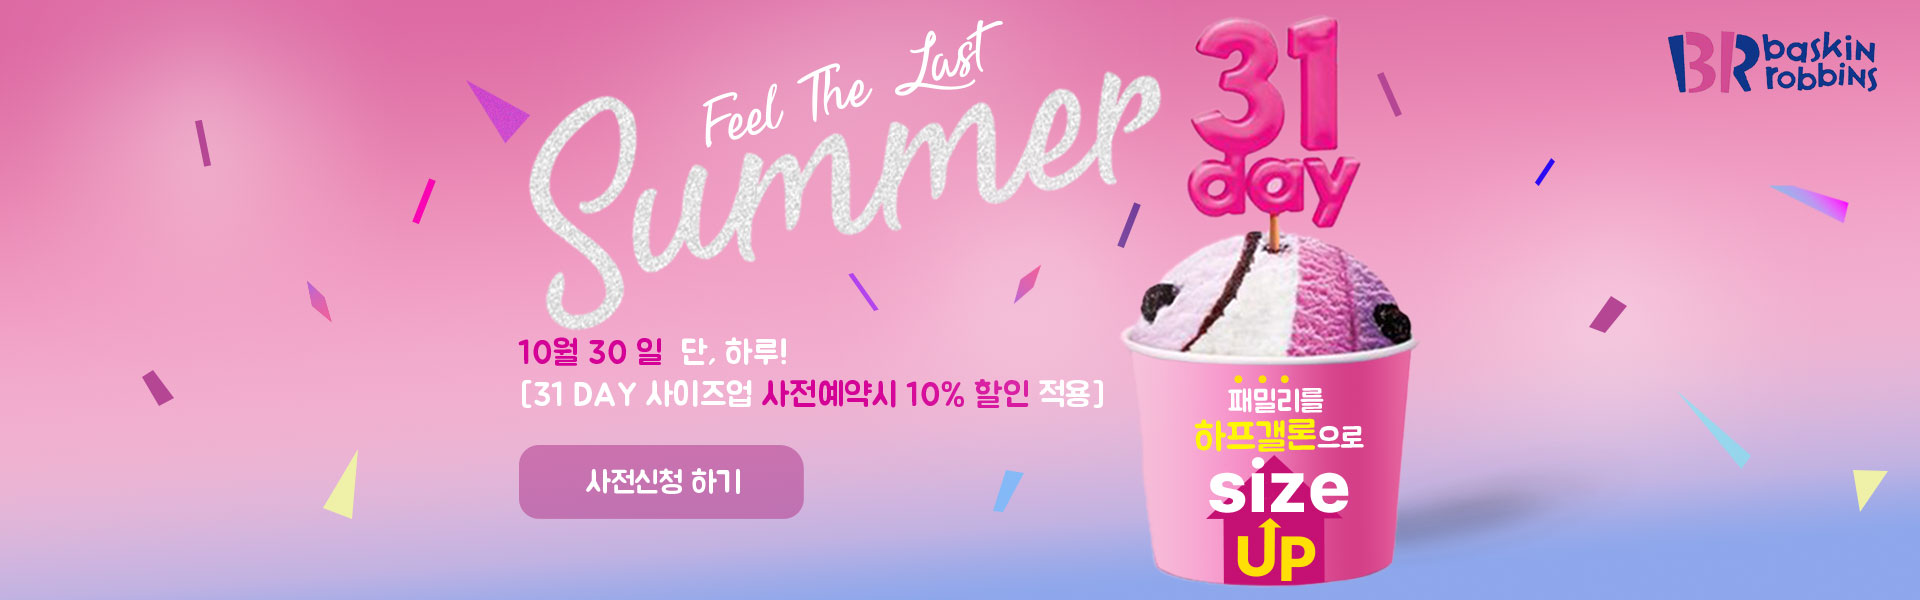 Feel The Last
Summer
31
day
BR baskin
robbins
10월 30 일 단, 하루!
[31 DAY 사이즈업 사전예약시 10% 할인 적용]
사전신청 하기
패밀리를
하프갤론으로
size
UP